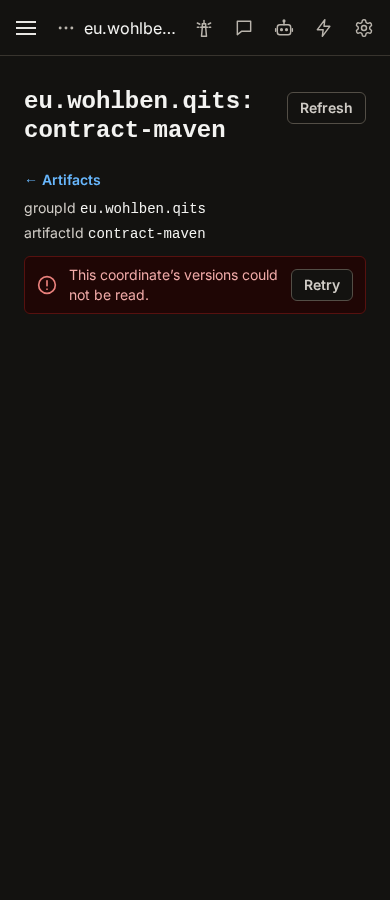 eu.wohlbe...
eu.wohlben.qits:
contract-maven
Refresh
← Artifacts
groupId eu.wohlben.qits
artifactId contract-maven
This coordinate’s versions could
not be read.
Retry